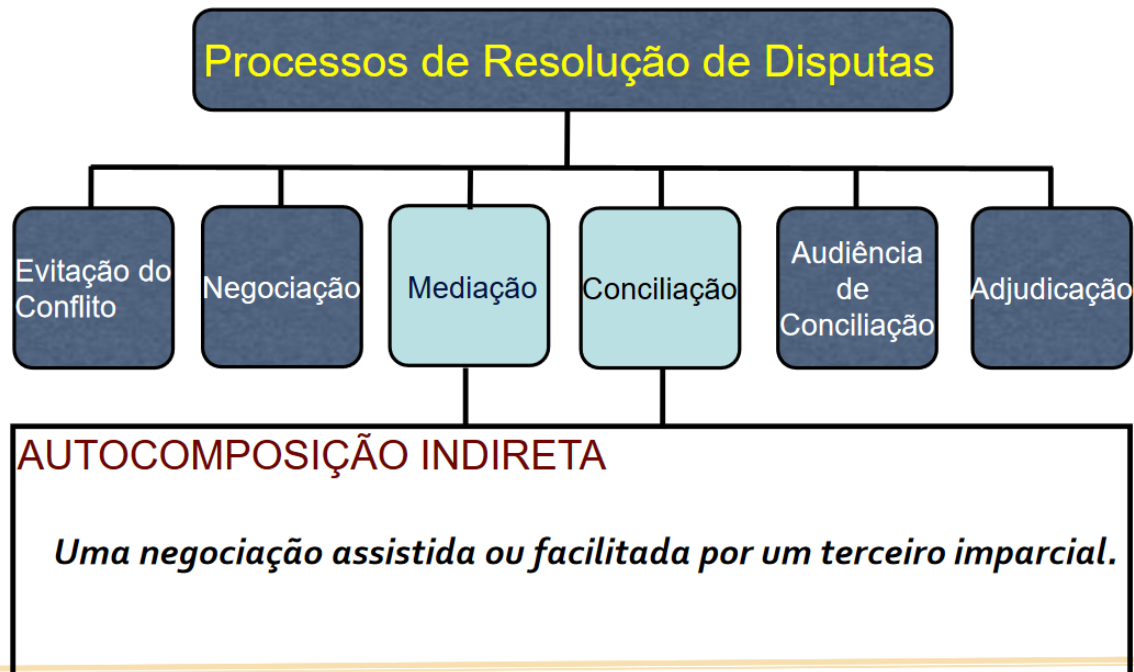 Processos de Resolução de Disputas
Evitação do
Conflito
Negociação
Mediação
Conciliação
Audiência
de
Conciliação
Adjudicação
AUTOCOMPOSIÇÃO INDIRETA
Uma negociação assistida ou facilitada por um terceiro imparcial.